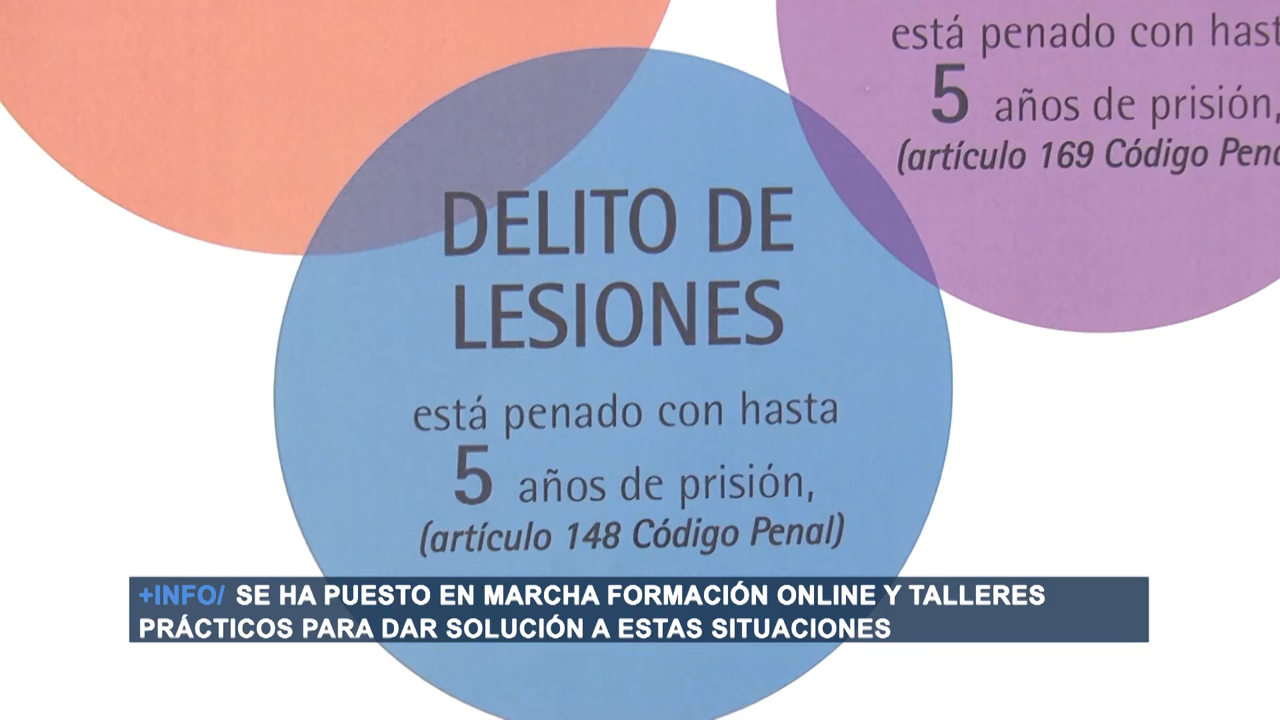 está penado con hast
5 años de prisión,
(artículo 169 Código Pena
DELITO DE
LESIONES
está penado con hasta
5 años de prisión,
(artículo 148 Código Penal)
+INFO/ SE HA PUESTO EN MARCHA FORMACIÓN ONLINE Y TALLERES
PRÁCTICOS PARA DAR SOLUCIÓN A ESTAS SITUACIONES